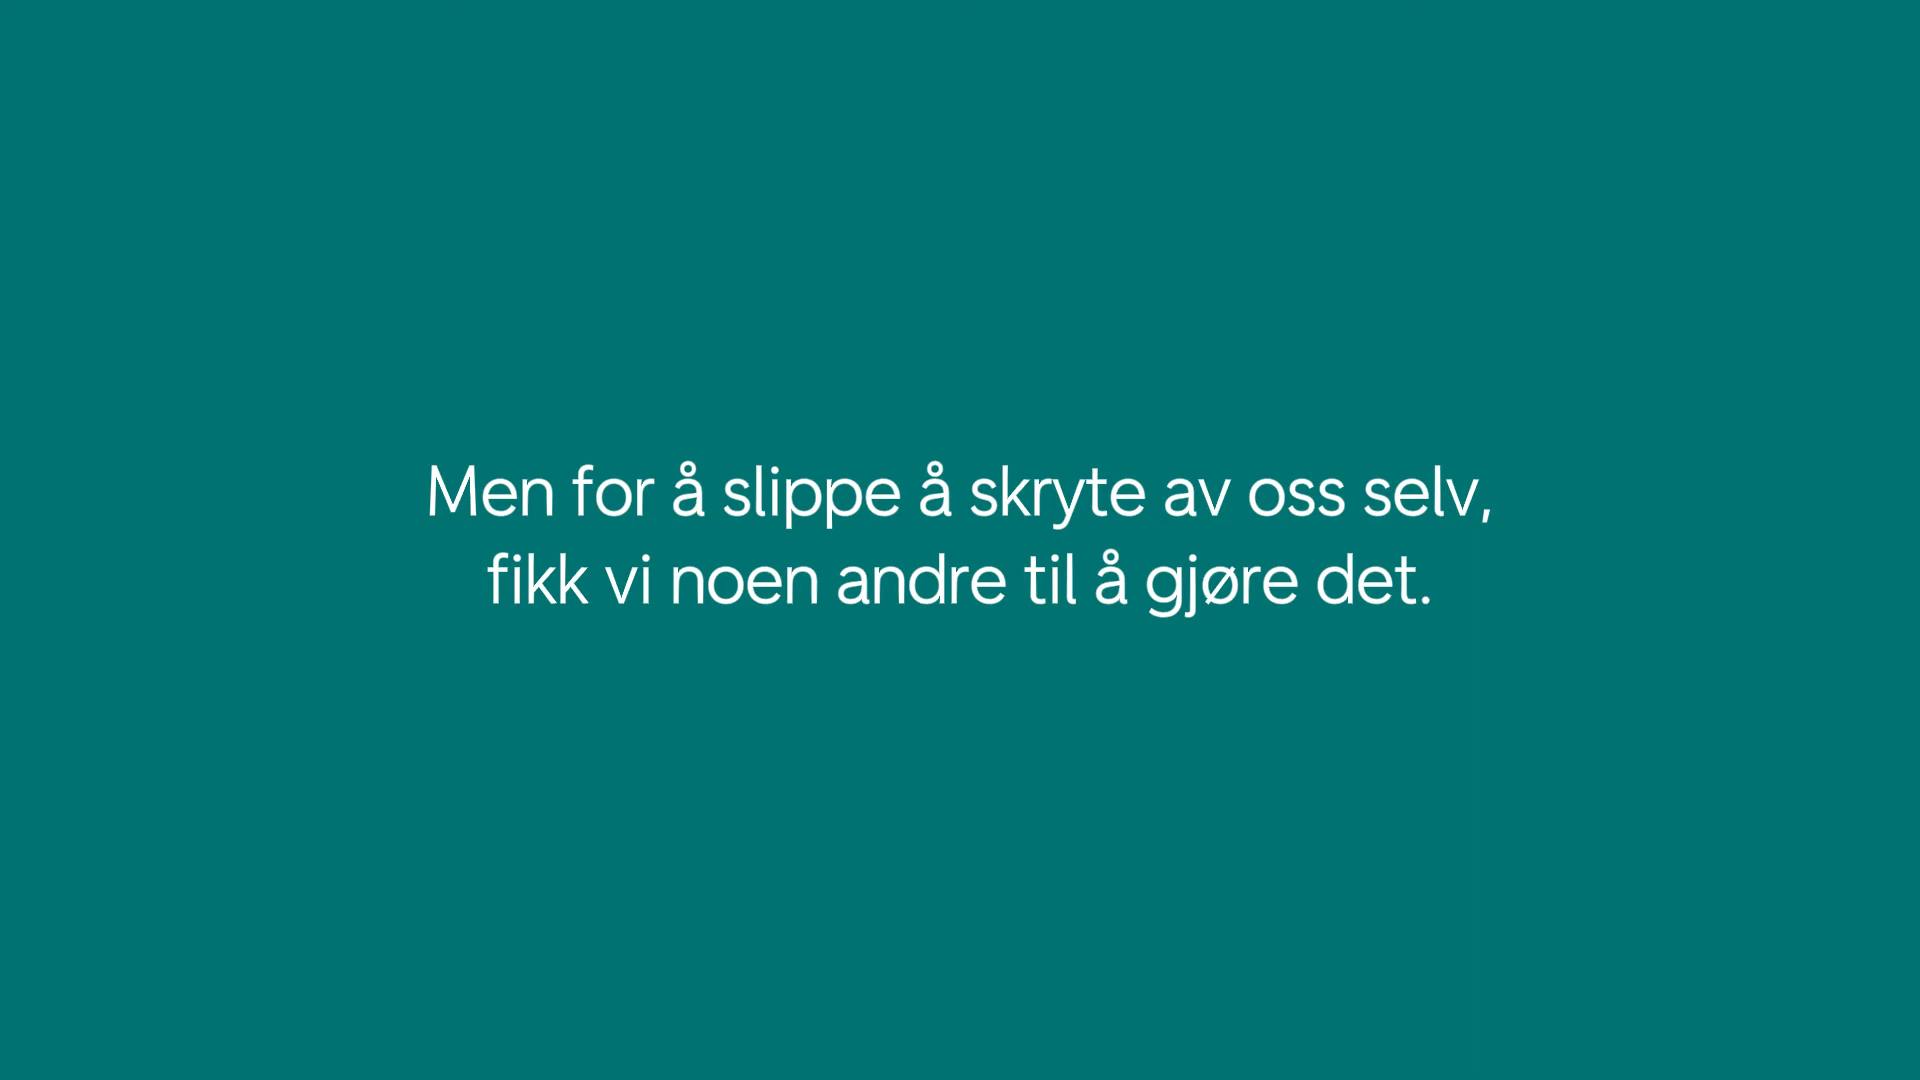 Men for å slippe å skryte av oss selv,
fikk vi noen andre til å gjøre det.